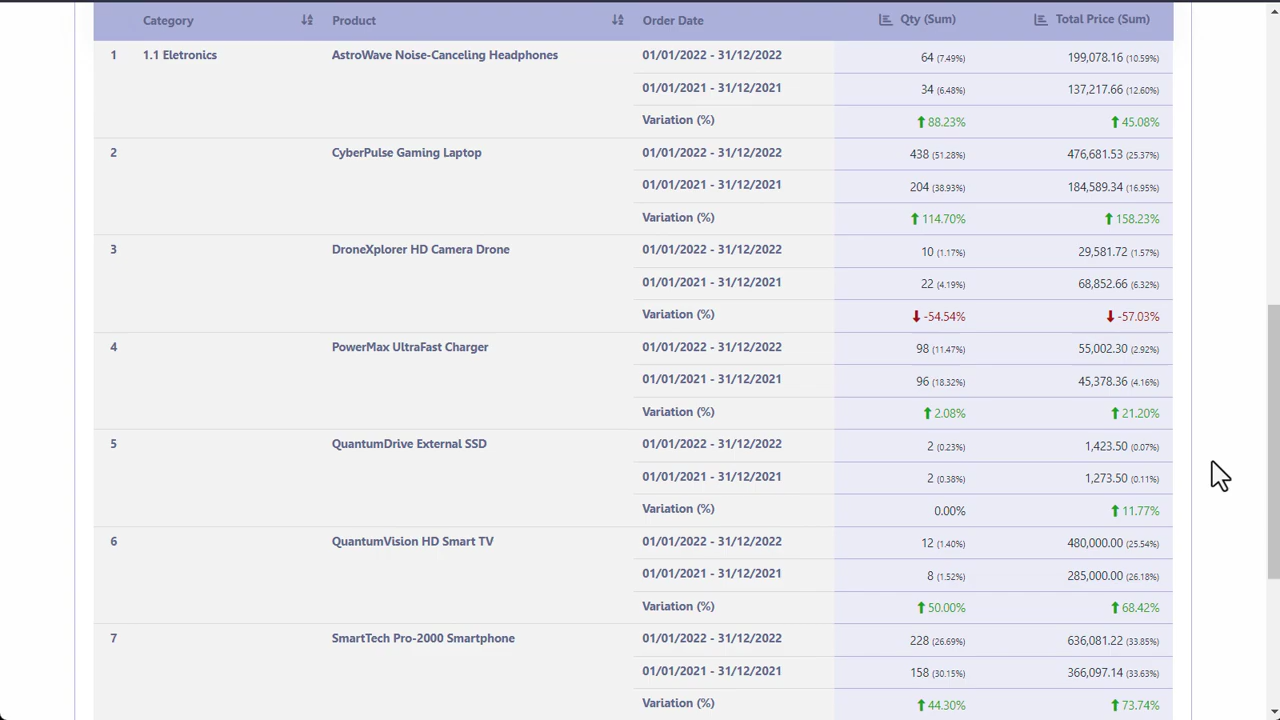 Category Product Order Date Qty (Sum) Total Price (Sum)
1 1.1 Eletronics AstroWave Noise-Canceling Headphones 01/01/2022 - 31/12/2022 64 (7.49%) 199,078.16 (10.59%)
01/01/2021 - 31/12/2021 34 (6.48%) 137,217.66 (12.60%)
Variation (%) 88.23% 45.08%
2 CyberPulse Gaming Laptop 01/01/2022 - 31/12/2022 438 (51.28%) 476,681.53 (25.37%)
01/01/2021 - 31/12/2021 204 (38.93%) 184,589.34 (16.95%)
Variation (%) 114.70% 158.23%
3 DroneXplorer HD Camera Drone 01/01/2022 - 31/12/2022 10 (1.17%) 29,581.72 (1.57%)
01/01/2021 - 31/12/2021 22 (4.19%) 68,852.66 (6.32%)
Variation (%) -54.54% -57.03%
4 PowerMax UltraFast Charger 01/01/2022 - 31/12/2022 98 (11.47%) 55,002.30 (2.92%)
01/01/2021 - 31/12/2021 96 (18.32%) 45,378.36 (4.16%)
Variation (%) 2.08% 21.20%
5 QuantumDrive External SSD 01/01/2022 - 31/12/2022 2 (0.23%) 1,423.50 (0.07%)
01/01/2021 - 31/12/2021 2 (0.38%) 1,273.50 (0.11%)
Variation (%) 0.00% 11.77%
6 QuantumVision HD Smart TV 01/01/2022 - 31/12/2022 12 (1.40%) 480,000.00 (25.54%)
01/01/2021 - 31/12/2021 8 (1.52%) 285,000.00 (26.18%)
Variation (%) 50.00% 68.42%
7 SmartTech Pro-2000 Smartphone 01/01/2022 - 31/12/2022 228 (26.69%) 636,081.22 (33.85%)
01/01/2021 - 31/12/2021 158 (30.15%) 366,097.14 (33.63%)
Variation (%) 44.30% 73.74%